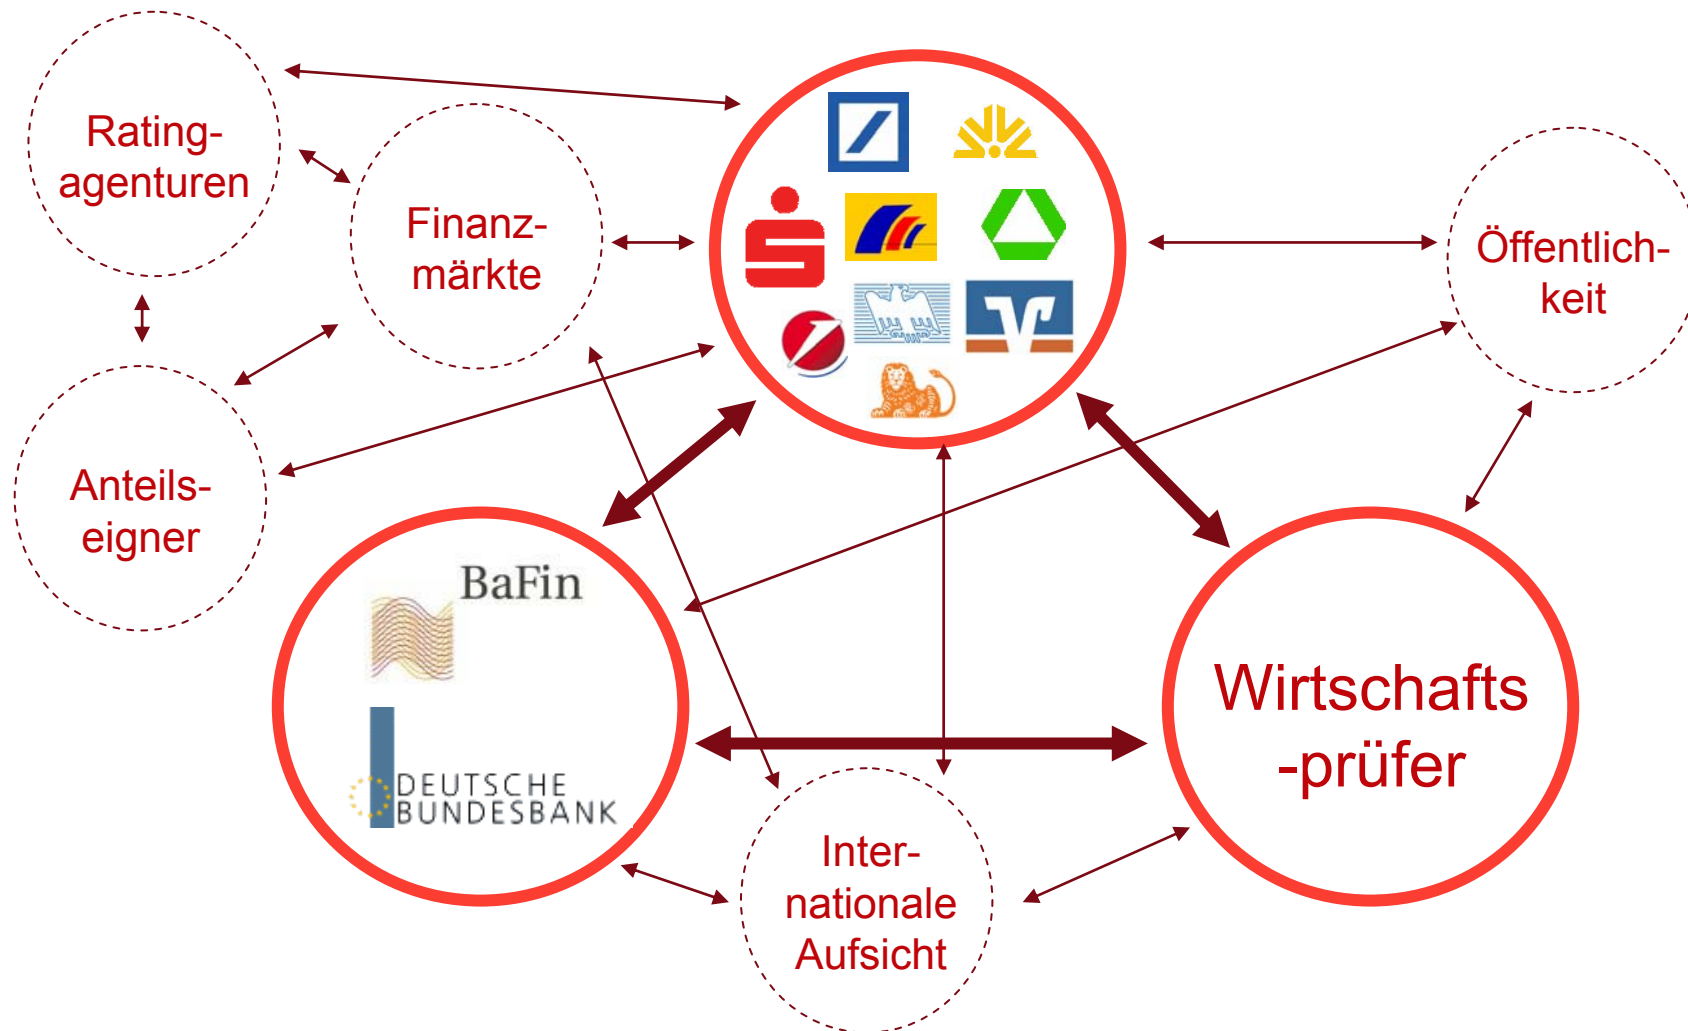 Rating-
agenturen
Finanz-
märkte
Öffentlich-
keit
Anteils-
eigner
BaFin
DEUTSCHE
BUNDESBANK
Wirtschafts
-prüfer
Inter-
nationale
Aufsicht